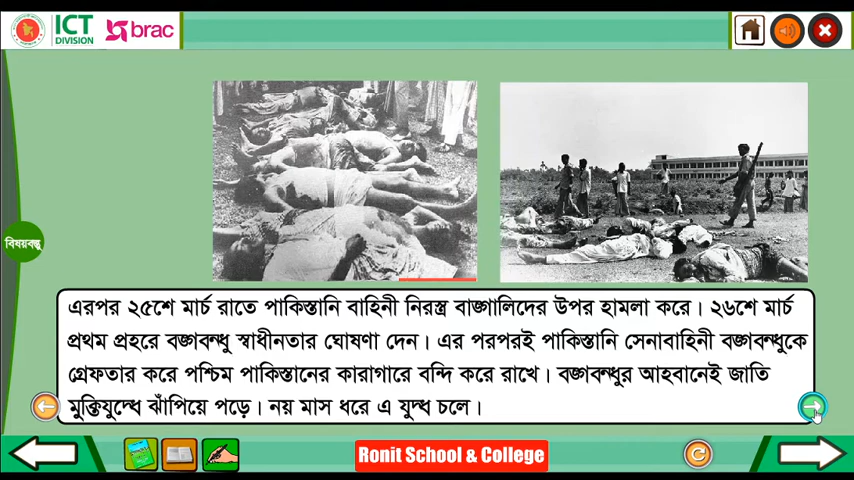 ICT
DIVISION
brac
বিষয়বস্তু
এরপর ২৫শে মার্চ রাতে পাকিস্তানি বাহিনী নিরস্ত্র বাঙ্গালিদের উপর হামলা করে। ২৬শে মার্চ
প্রথম প্রহরে বঙ্গবন্ধু স্বাধীনতার ঘোষণা দেন। এর পরপরই পাকিস্তানি সেনাবাহিনী বঙ্গবন্ধুকে
গ্রেফতার করে পশ্চিম পাকিস্তানের কারাগারে বন্দি করে রাখে। বঙ্গবন্ধুর আহবানেই জাতি
মুক্তিযুদ্ধে ঝাঁপিয়ে পড়ে। নয় মাস ধরে এ যুদ্ধ চলে।
Ronit School & College